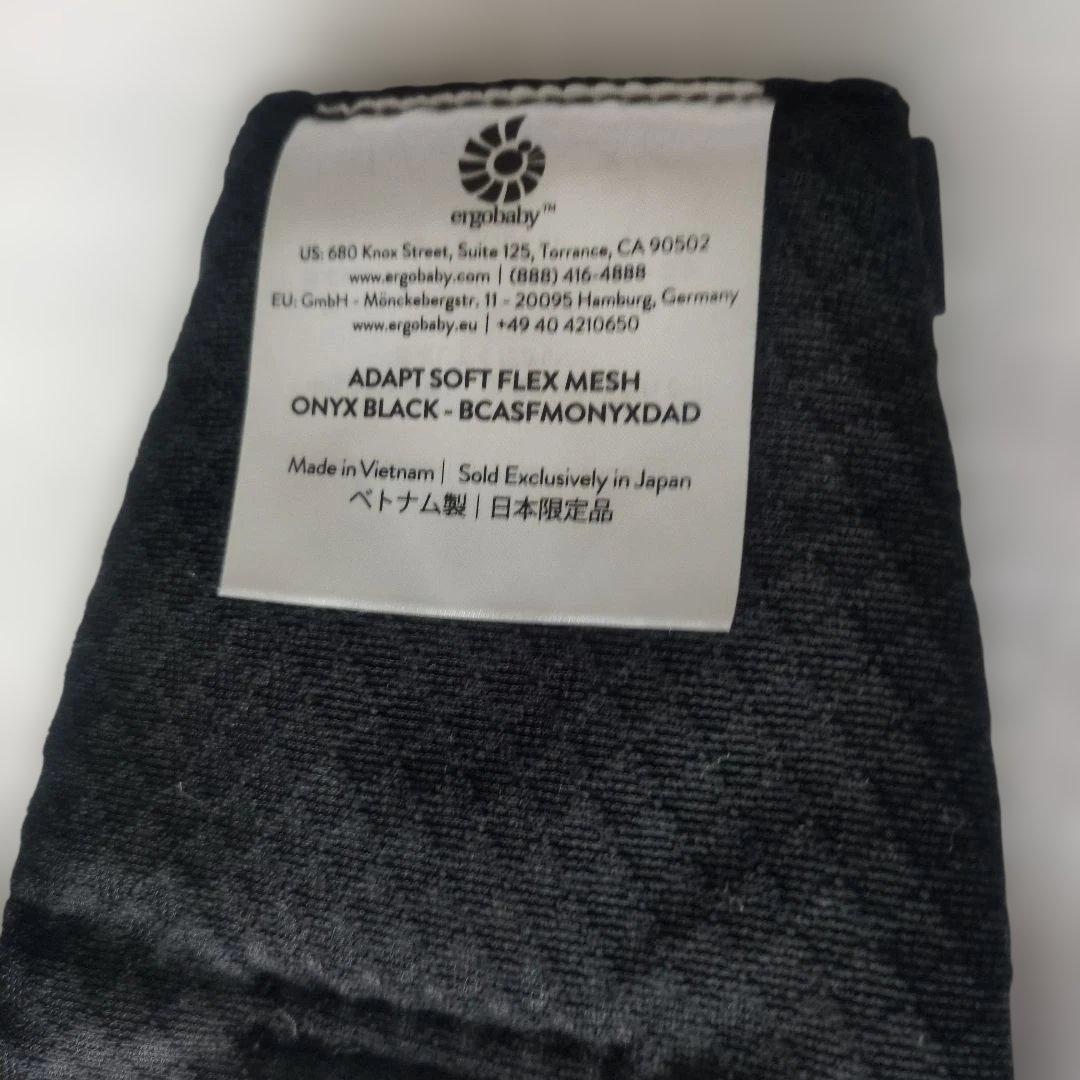 ergobaby™
US: 680 Knox Street, Suite 125, Torrance, CA 90502
www.ergobaby.com | (888) 416-4888
EU: GmbH - Mönckebergstr. 11 - 20095 Hamburg, Germany
www.ergobaby.eu | +49 40 4210650
ADAPT SOFT FLEX MESH
ONYX BLACK - BCASFMONYXDAD
Made in Vietnam | Sold Exclusively in Japan
ベトナム製 | 日本限定品